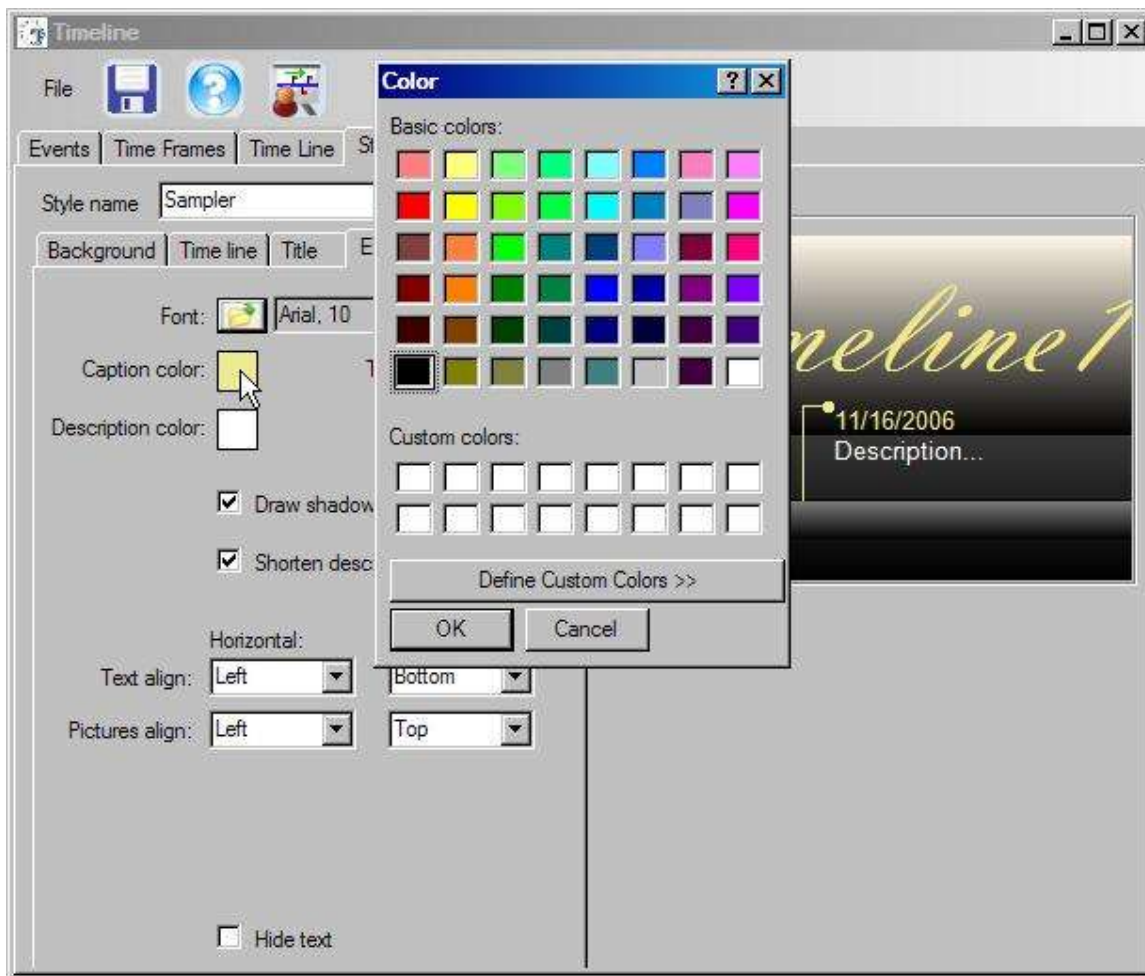 Timeline
File
Color
Basic colors:
Events
Time Frames
Time Line
St
Style name
Sampler
Background
Time line
Title
E
neline1
Font:
Arial, 10
Caption color:
T
11/16/2006
Description color:
Custom colors:
Description...
Draw shadow
Shorten desc
Define Custom Colors >>
OK
Cancel
Horizontal:
Text align:
Left
Bottom
Pictures align:
Left
Top
Hide text